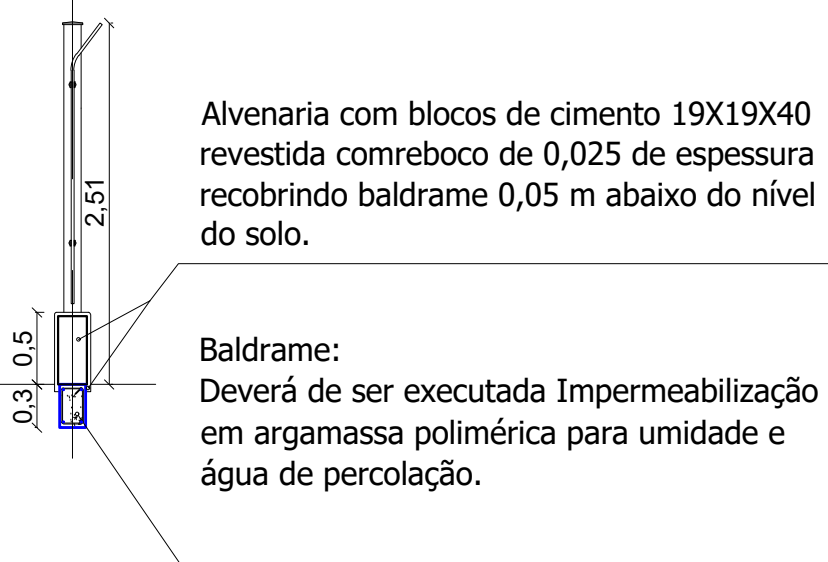 Alvenaria com blocos de cimento 19X19X40
revestida comreboco de 0,025 de espessura
recobrindo baldrame 0,05 m abaixo do nível
do solo.
2,51
0,5
0,3
Baldrame:
Deverá de ser executada Impermeabilização
em argamassa polimérica para umidade e
água de percolação.